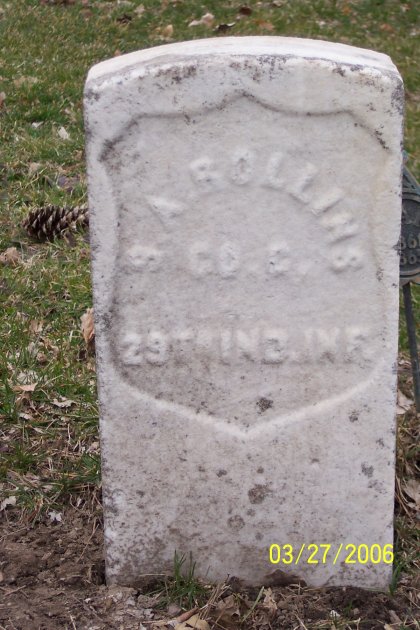 S. A. ROLLINS
CO. C.
29TH IND. INF.
03/27/2006